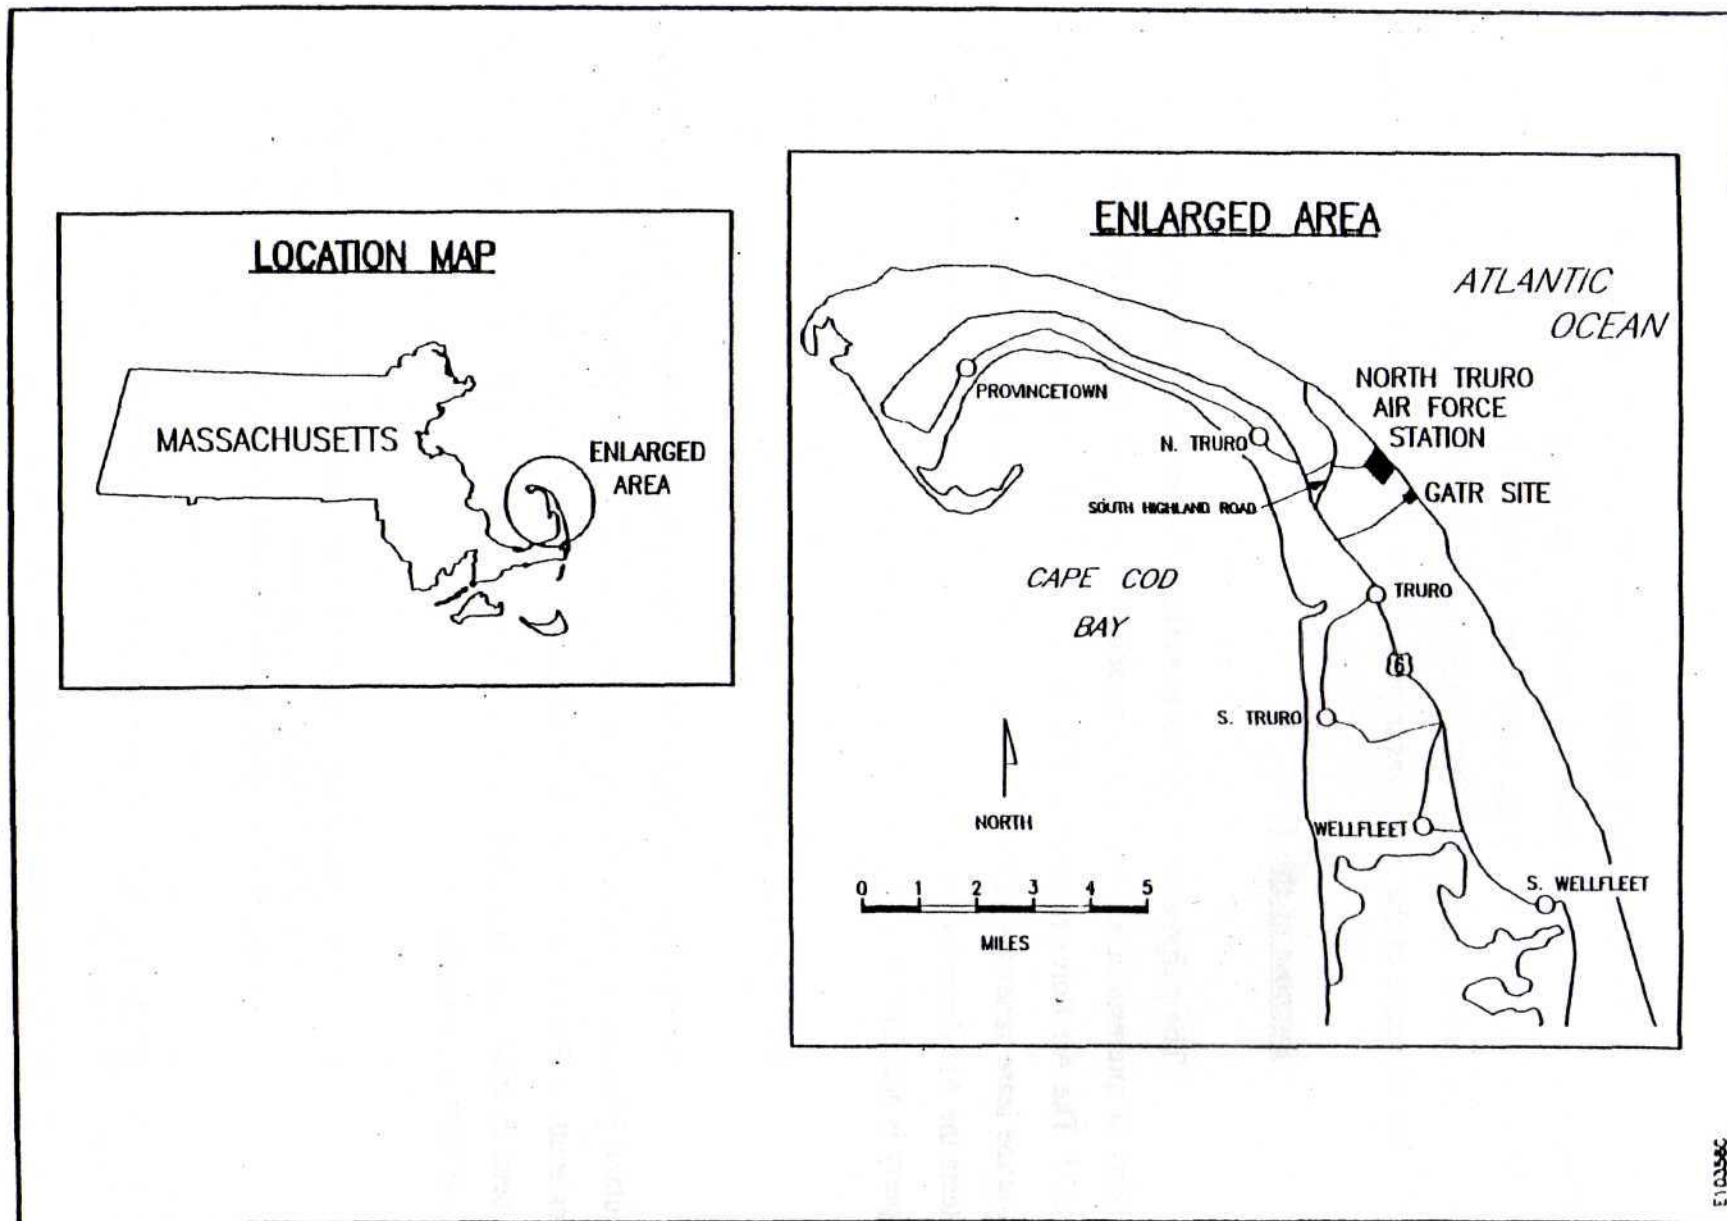 LOCATION MAP
MASSACHUSETTS
ENLARGED
AREA
ENLARGED AREA
ATLANTIC
OCEAN
NORTH TRURO
AIR FORCE
STATION
PROVINCETOWN
N. TRURO
GATR SITE
SOUTH HIGHLAND ROAD
CAPE COD
BAY
TRURO
6
S. TRURO
NORTH
WELLFLEET
0 1 2 3 4 5
S. WELLFLEET
MILES